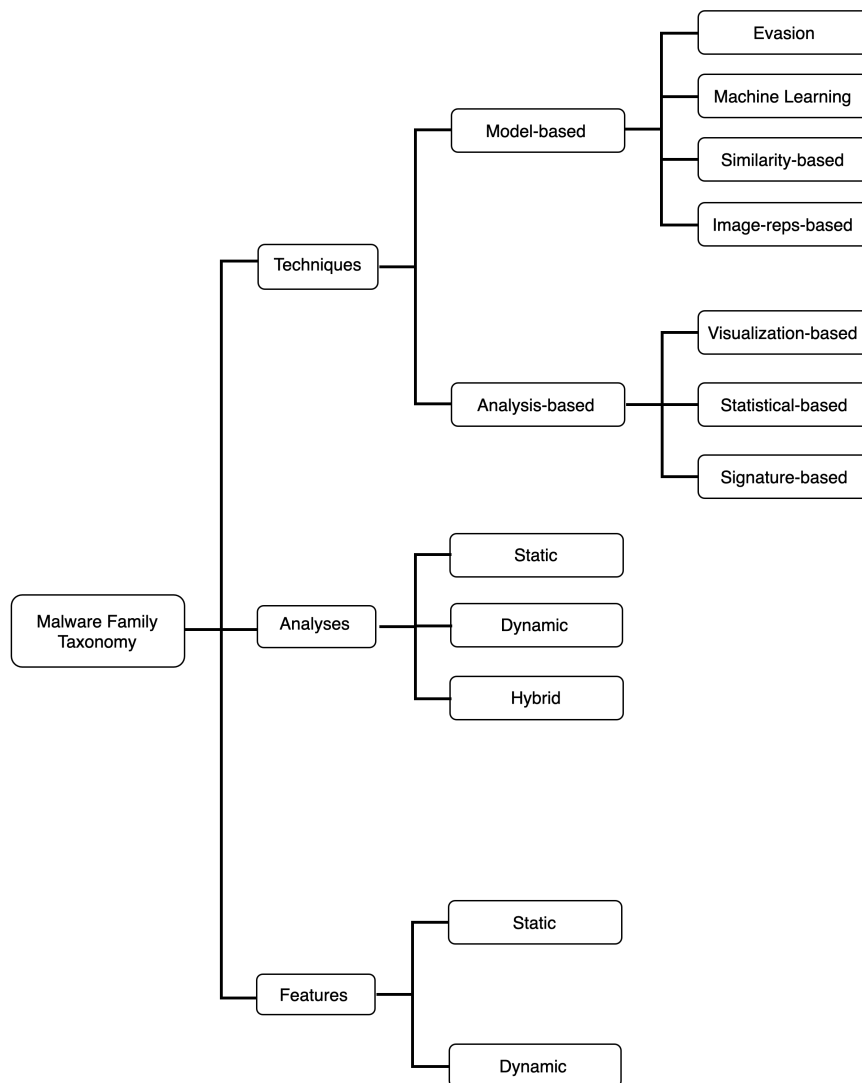 Evasion
Machine Learning
Model-based
Similarity-based
Image-reps-based
Techniques
Visualization-based
Analysis-based
Statistical-based
Signature-based
Static
Malware Family
Taxonomy
Analyses
Dynamic
Hybrid
Static
Features
Dynamic